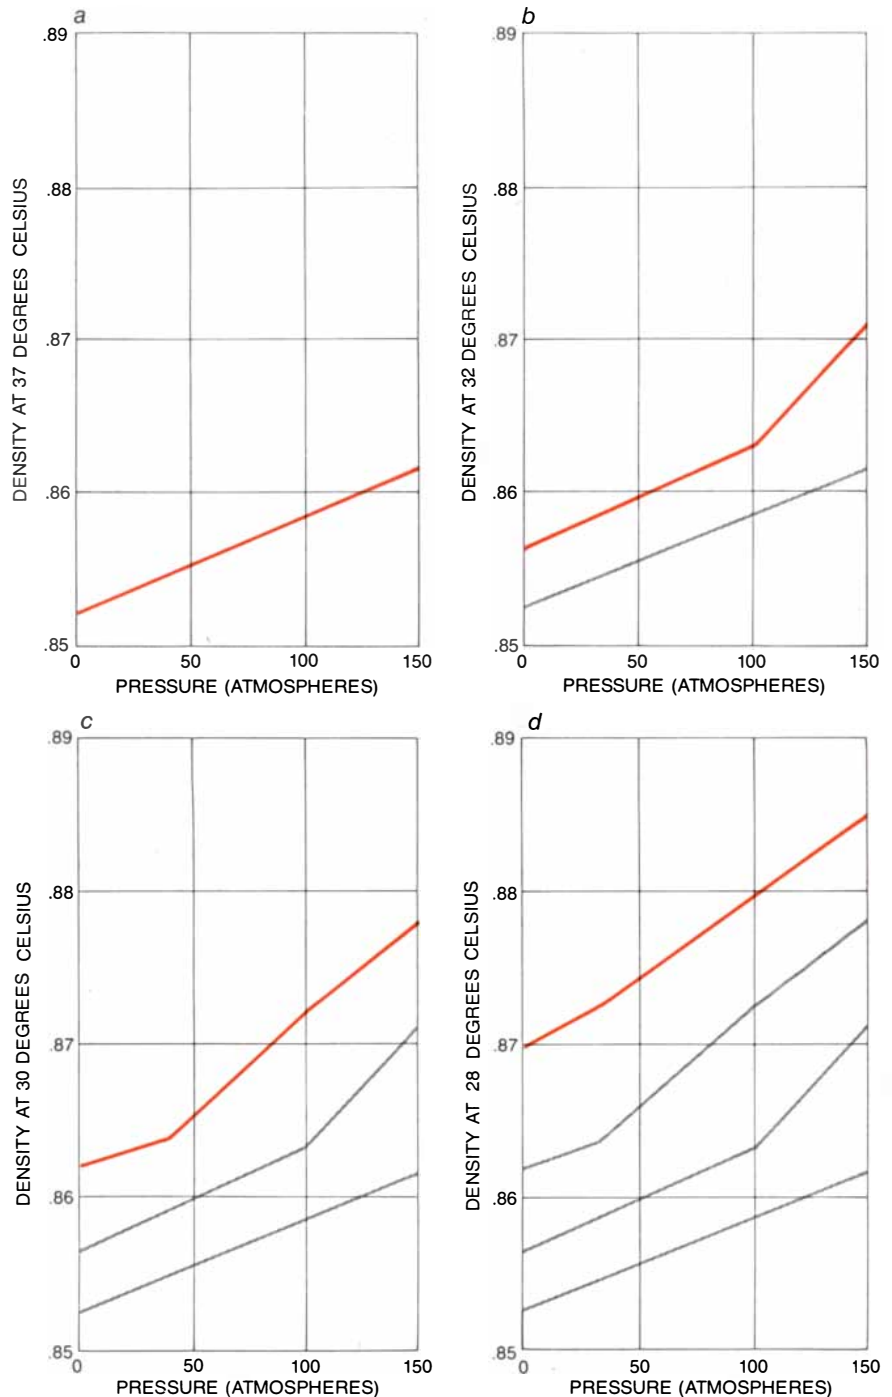 a
.89
.88
.87
.86
.85
0 50 100 150
DENSITY AT 37 DEGREES CELSIUS
PRESSURE (ATMOSPHERES)
b
.89
.88
.87
.86
.85
0 50 100 150
DENSITY AT 32 DEGREES CELSIUS
PRESSURE (ATMOSPHERES)
c
.89
.88
.87
.86
.85
0 50 100 150
DENSITY AT 30 DEGREES CELSIUS
PRESSURE (ATMOSPHERES)
d
.89
.88
.87
.86
.85
0 50 100 150
DENSITY AT 28 DEGREES CELSIUS
PRESSURE (ATMOSPHERES)